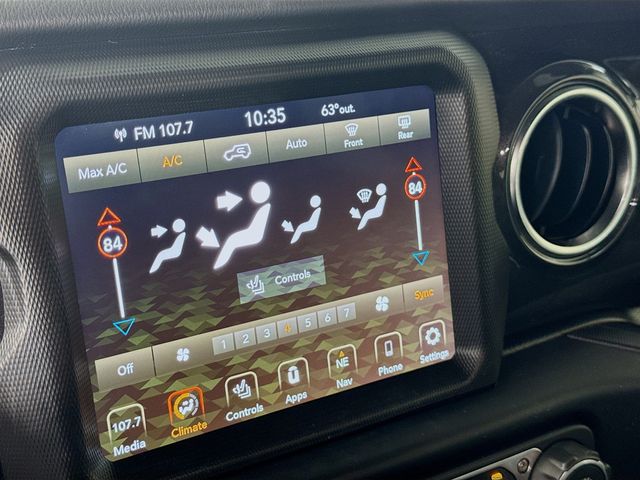 FM 107.7 10:35 63°out.
Max A/C A/C Auto Front Rear
84 84
Controls
Off 1 2 3 4 5 6 7 Sync
107.7 NE
Media Climate Controls Apps Nav Phone Settings